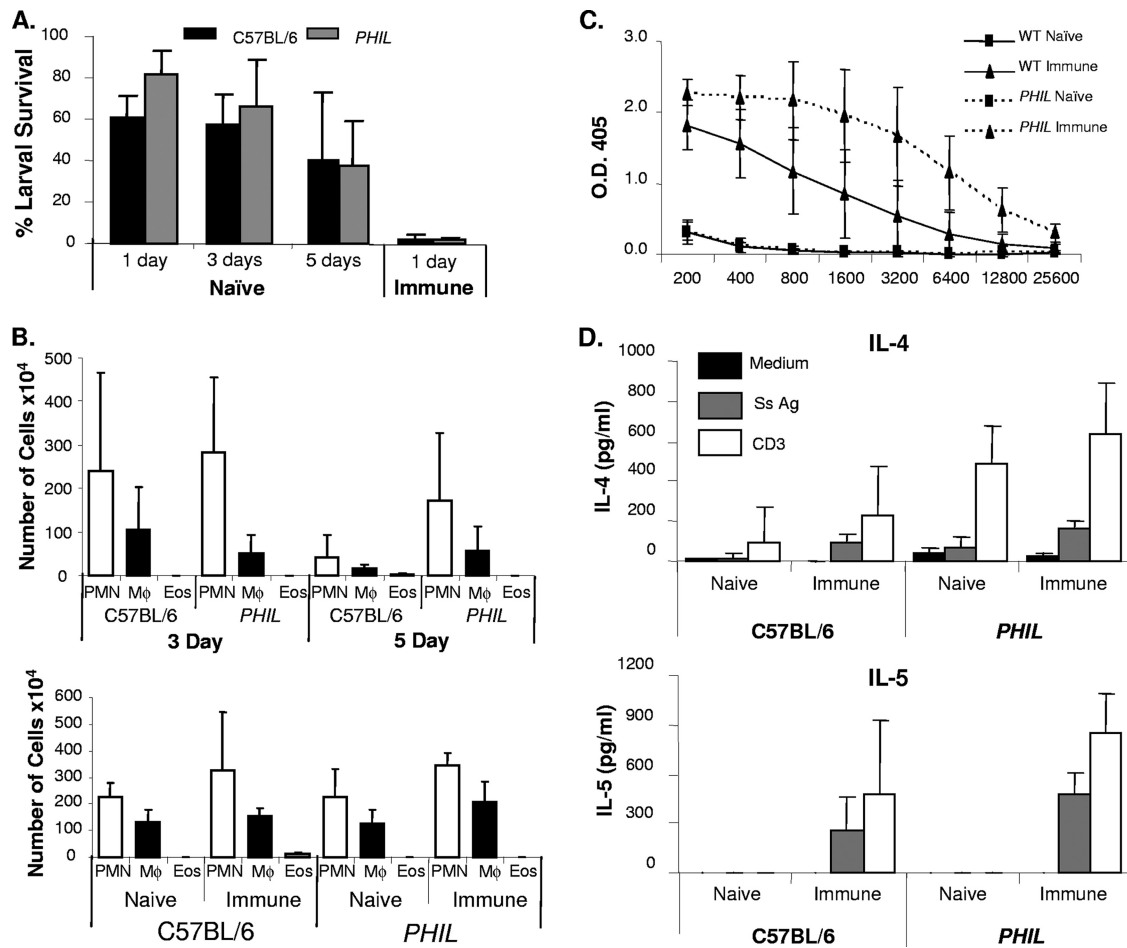 A.
C57BL/6 PHIL
% Larval Survival
100
80
60
40
20
0
1 day 3 days 5 days 1 day
Naïve Immune
B.
Number of Cells x10⁴
500
400
300
200
100
0
PMN Mϕ Eos PMN Mϕ Eos PMN Mϕ Eos PMN Mϕ Eos
C57BL/6 PHIL C57BL/6 PHIL
3 Day 5 Day
Number of Cells x10⁴
600
500
400
300
200
100
0
PMN Mϕ Eos PMN Mϕ Eos PMN Mϕ Eos PMN Mϕ Eos
Naive Immune Naive Immune
C57BL/6 PHIL
C.
WT Naïve
WT Immune
PHIL Naïve
PHIL Immune
O.D. 405
3.0
2.0
1.0
0.0
200 400 800 1600 3200 6400 12800 25600
D.
IL-4
Medium
Ss Ag
CD3
IL-4 (pg/ml)
1000
800
600
400
200
0
Naive Immune Naive Immune
C57BL/6 PHIL
IL-5
IL-5 (pg/ml)
1200
900
600
300
0
Naive Immune Naive Immune
C57BL/6 PHIL